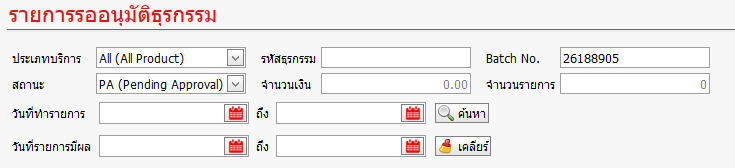 รายการรออนุมัติธุรกรรม
ประเภทบริการ All (All Product) รหัสธุรกรรม Batch No. 26188905
สถานะ PA (Pending Approval) จำนวนเงิน 0.00 จำนวนรายการ 0
วันที่ทำรายการ ถึง ค้นหา
วันที่รายการมีผล ถึง เคลียร์